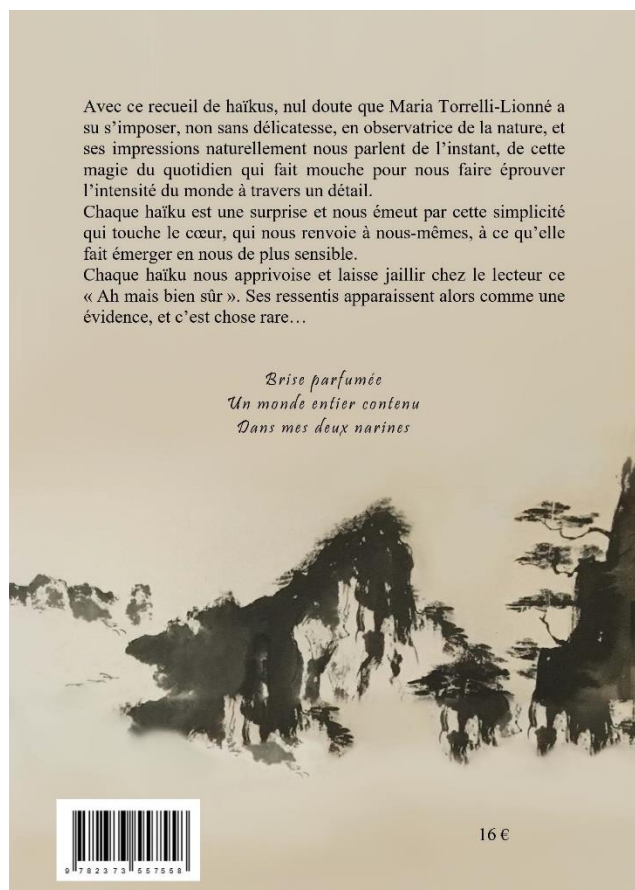 Avec ce recueil de haïkus, nul doute que Maria Torrelli-Lionné a
su s’imposer, non sans délicatesse, en observatrice de la nature, et
ses impressions naturellement nous parlent de l’instant, de cette
magie du quotidien qui fait mouche pour nous faire éprouver
l’intensité du monde à travers un détail.
Chaque haïku est une surprise et nous émeut par cette simplicité
qui touche le cœur, qui nous renvoie à nous-mêmes, à ce qu’elle
fait émerger en nous de plus sensible.
Chaque haïku nous apprivoise et laisse jaillir chez le lecteur ce
« Ah mais bien sûr ». Ses ressentis apparaissent alors comme une
évidence, et c’est chose rare…
Brise parfumée
Un monde entier contenu
Dans mes deux narines
16 €
9 782373 557558